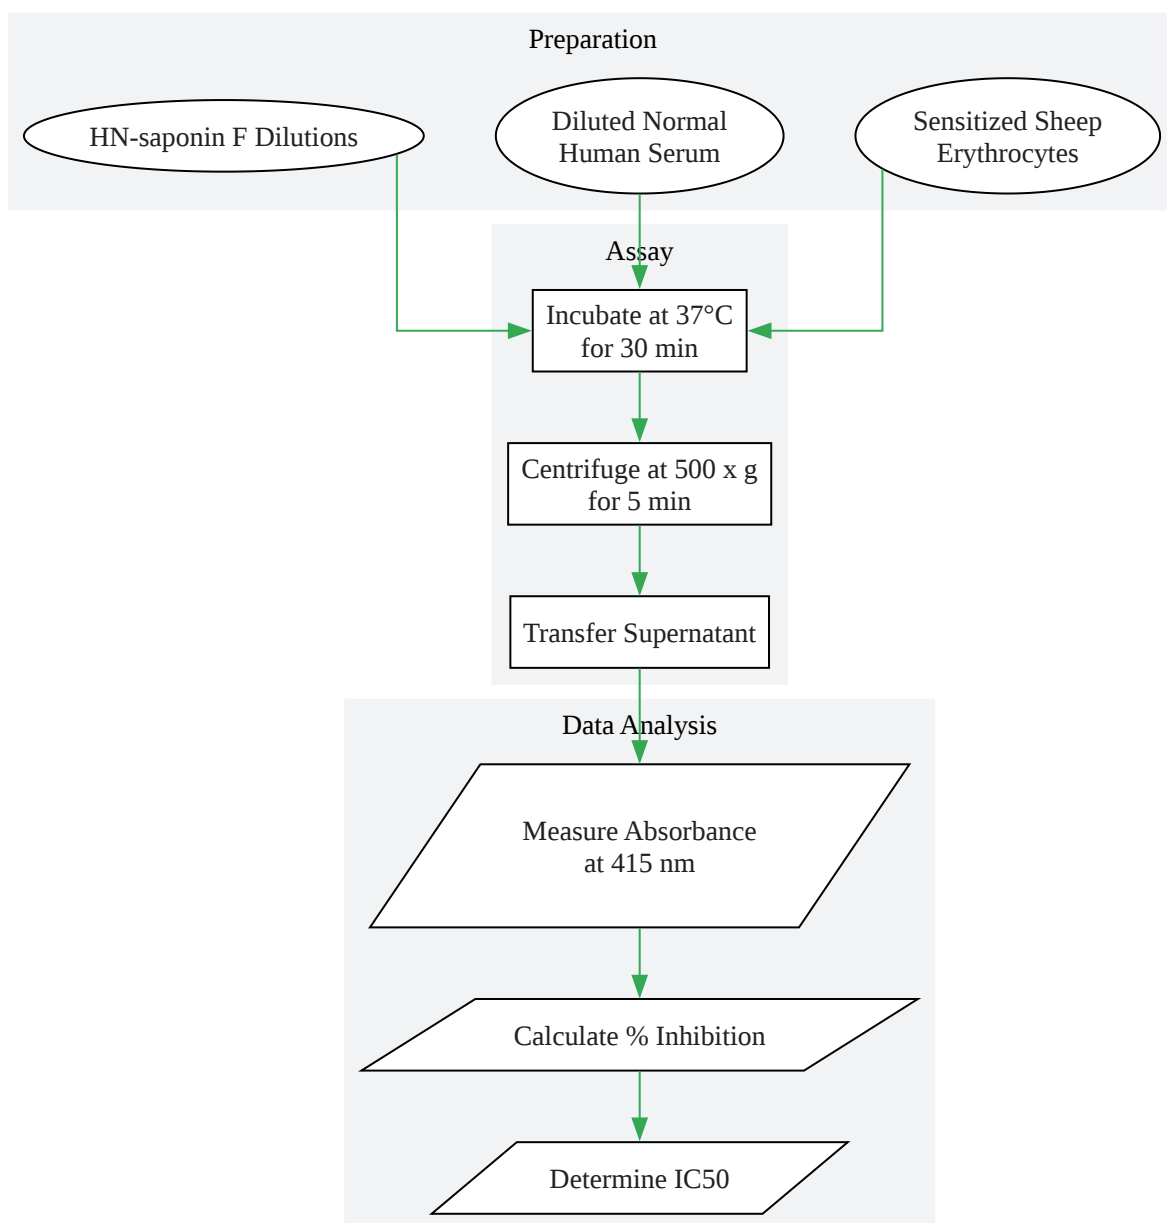 Preparation
HN-saponin F Dilutions
Diluted Normal
Human Serum
Sensitized Sheep
Erythrocytes
Assay
Incubate at 37°C
for 30 min
Centrifuge at 500 x g
for 5 min
Transfer Supernatant
Data Analysis
Measure Absorbance
at 415 nm
Calculate % Inhibition
Determine IC50